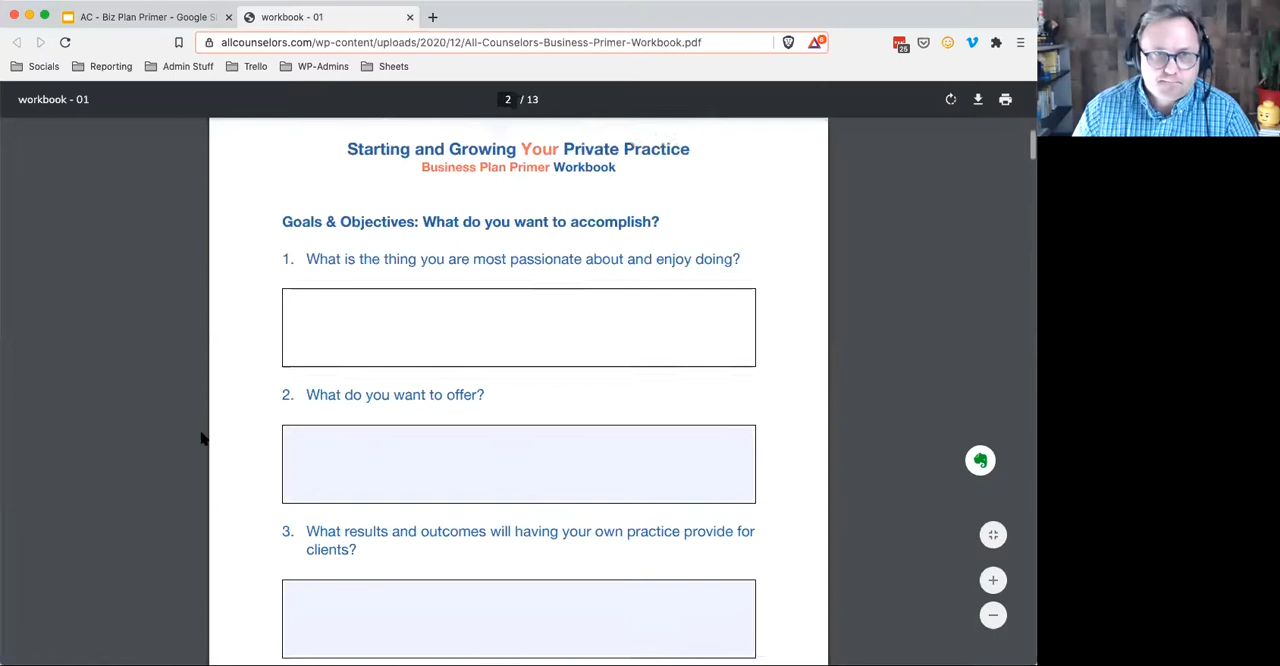 AC - Biz Plan Primer - Google Sl
workbook - 01
allcounselors.com/wp-content/uploads/2020/12/All-Counselors-Business-Primer-Workbook.pdf
6
25
Socials
Reporting
Admin Stuff
Trello
WP-Admins
Sheets
workbook - 01
2 / 13
Starting and Growing Your Private Practice
Business Plan Primer Workbook
Goals & Objectives: What do you want to accomplish?
1. What is the thing you are most passionate about and enjoy doing?
2. What do you want to offer?
3. What results and outcomes will having your own practice provide for
clients?